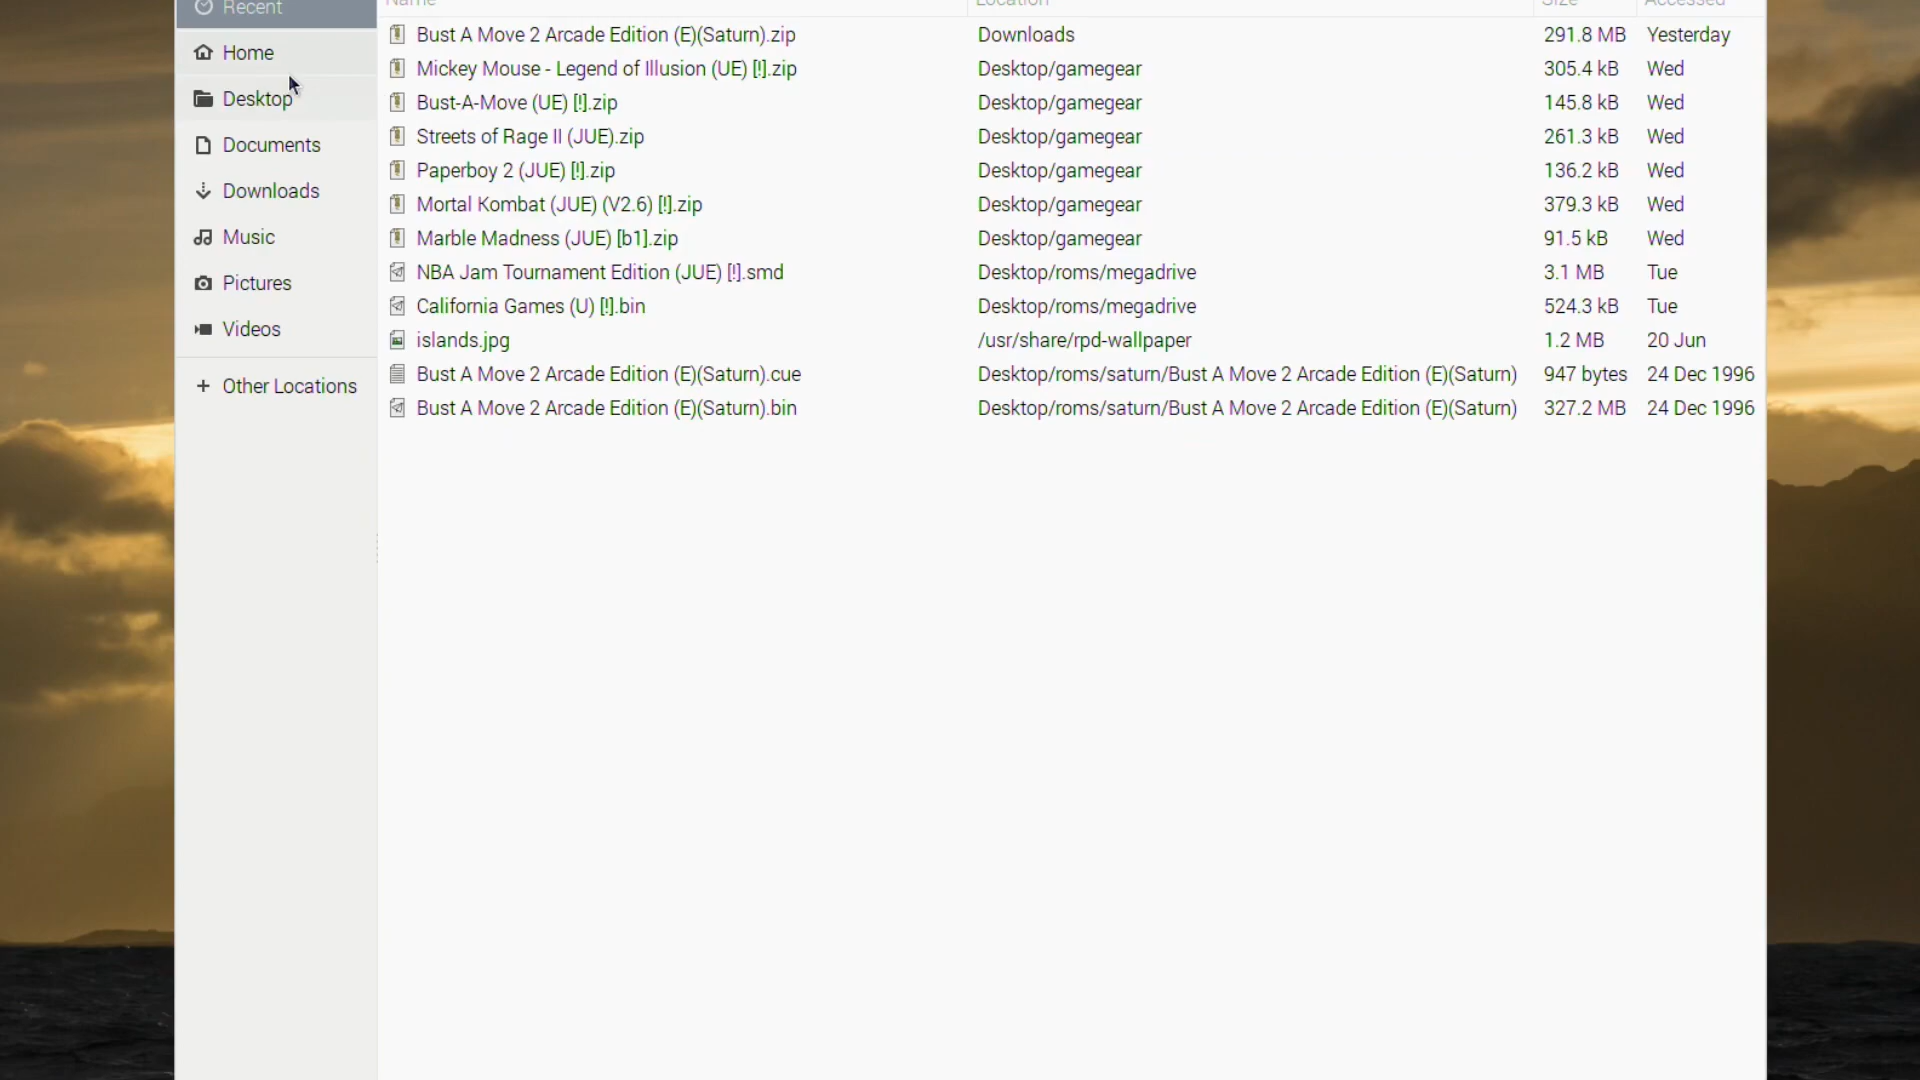 Recent
Home
Desktop
Documents
Downloads
Music
Pictures
Videos
Other Locations
Name Location Size Accessed
Bust A Move 2 Arcade Edition (E)(Saturn).zip Downloads 291.8 MB Yesterday
Mickey Mouse - Legend of Illusion (UE) [!].zip Desktop/gamegear 305.4 kB Wed
Bust-A-Move (UE) [!].zip Desktop/gamegear 145.8 kB Wed
Streets of Rage II (JUE).zip Desktop/gamegear 261.3 kB Wed
Paperboy 2 (JUE) [!].zip Desktop/gamegear 136.2 kB Wed
Mortal Kombat (JUE) (V2.6) [!].zip Desktop/gamegear 379.3 kB Wed
Marble Madness (JUE) [b1].zip Desktop/gamegear 91.5 kB Wed
NBA Jam Tournament Edition (JUE) [!].smd Desktop/roms/megadrive 3.1 MB Tue
California Games (U) [!].bin Desktop/roms/megadrive 524.3 kB Tue
islands.jpg /usr/share/rpd-wallpaper 1.2 MB 20 Jun
Bust A Move 2 Arcade Edition (E)(Saturn).cue Desktop/roms/saturn/Bust A Move 2 Arcade Edition (E)(Saturn) 947 bytes 24 Dec 1996
Bust A Move 2 Arcade Edition (E)(Saturn).bin Desktop/roms/saturn/Bust A Move 2 Arcade Edition (E)(Saturn) 327.2 MB 24 Dec 1996